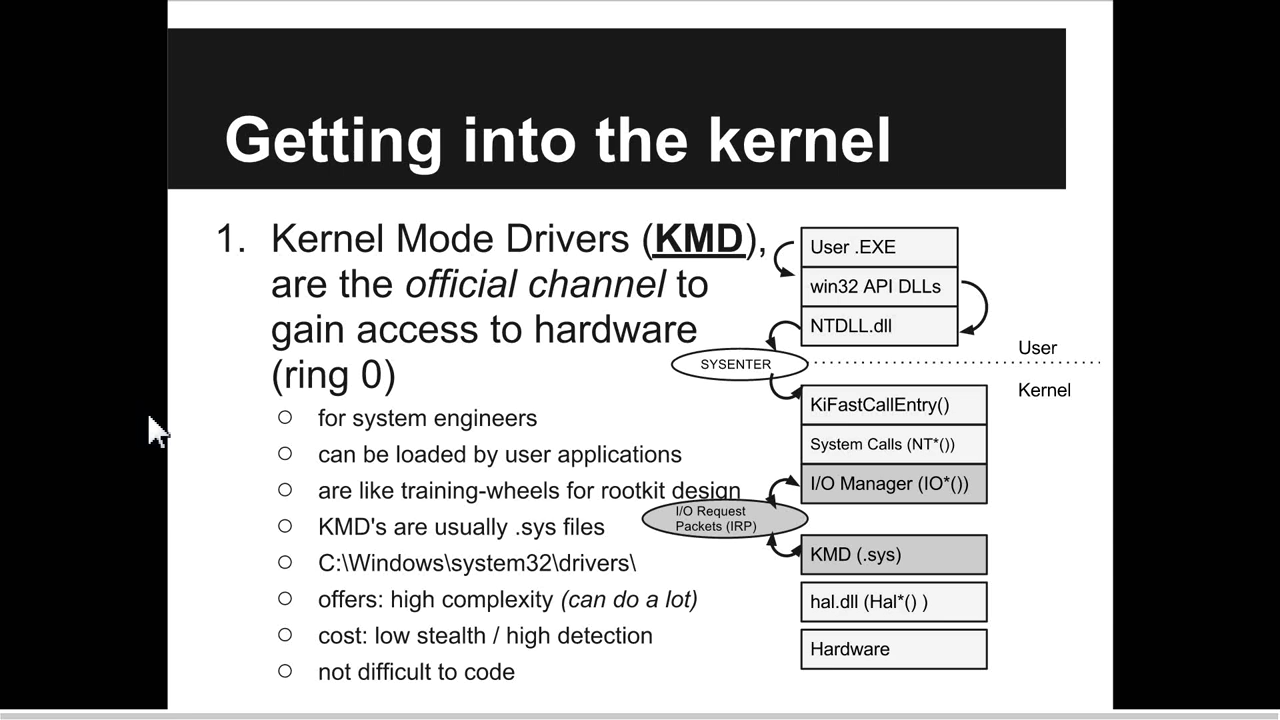 Getting into the kernel
1. Kernel Mode Drivers (KMD),
are the official channel to
gain access to hardware
(ring 0)
○ for system engineers
○ can be loaded by user applications
○ are like training-wheels for rootkit design
○ KMD's are usually .sys files
○ C:\Windows\system32\drivers\
○ offers: high complexity (can do a lot)
○ cost: low stealth / high detection
○ not difficult to code
User .EXE
win32 API DLLs
NTDLL.dll
User
SYSENTER
Kernel
KiFastCallEntry()
System Calls (NT*())
I/O Manager (IO*())
I/O Request
Packets (IRP)
KMD (.sys)
hal.dll (Hal*() )
Hardware